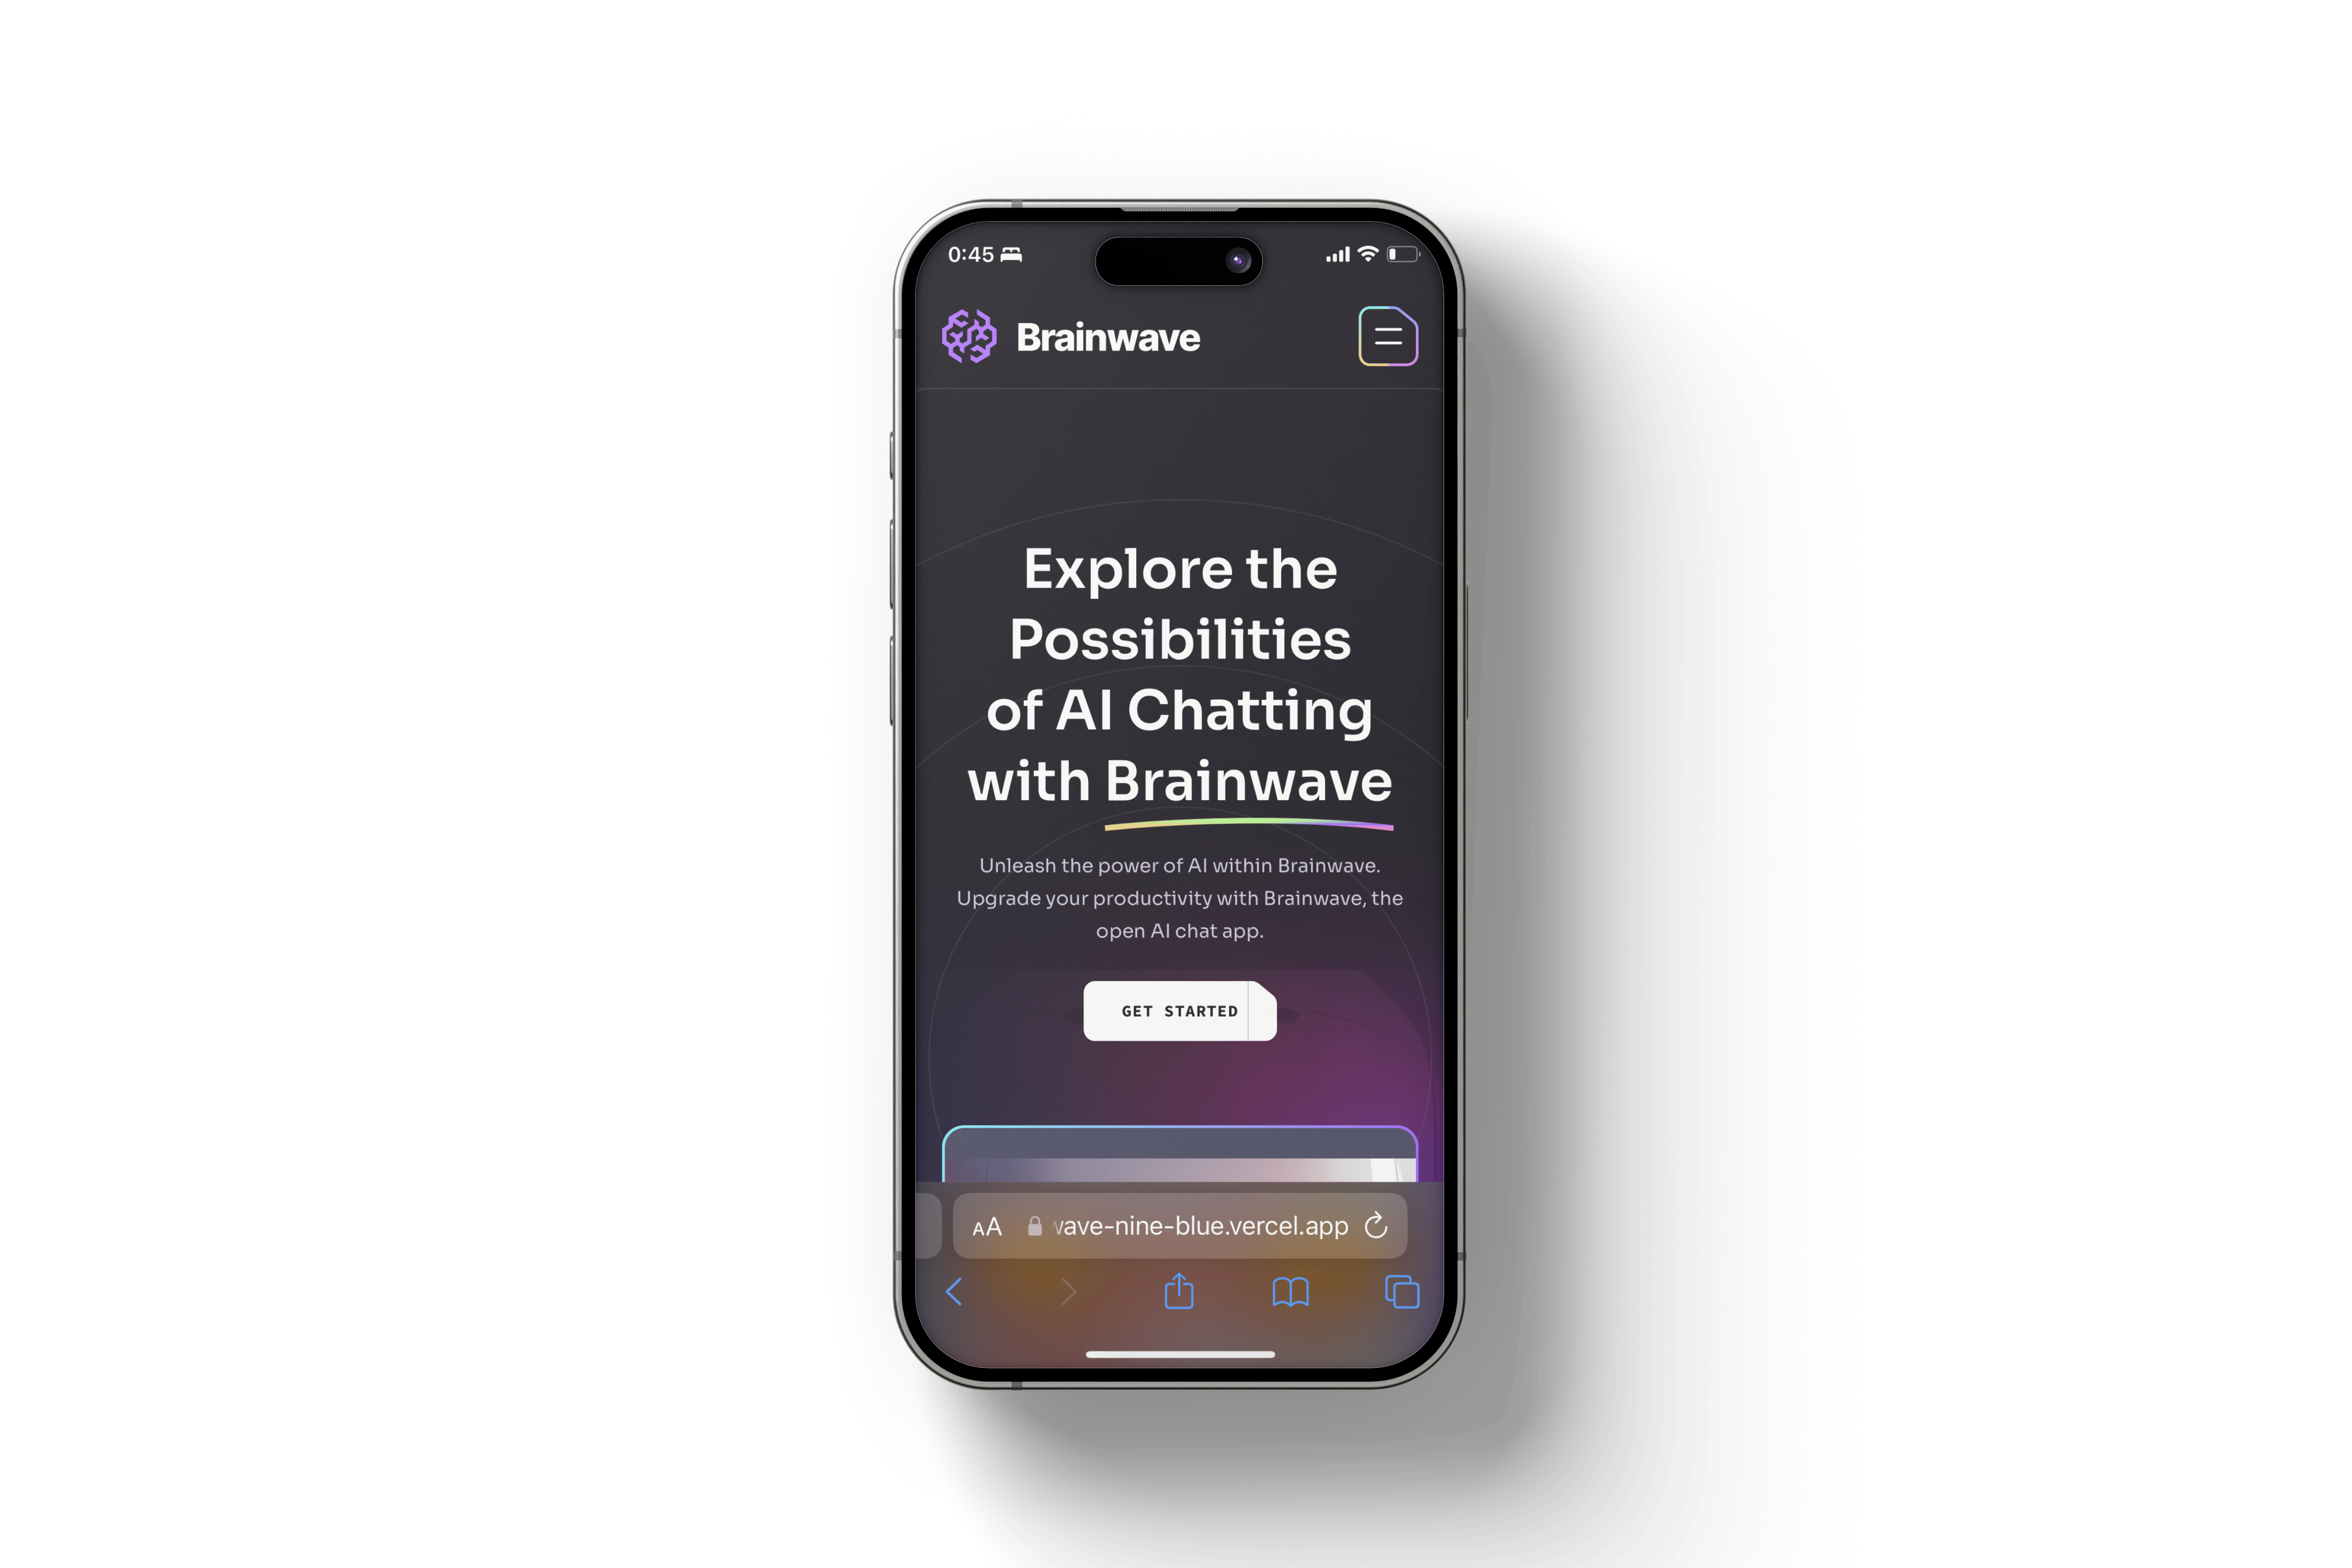 0:45
Brainwave
Explore the
Possibilities
of AI Chatting
with Brainwave
Unleash the power of AI within Brainwave.
Upgrade your productivity with Brainwave, the
open AI chat app.
GET STARTED
AA
wave-nine-blue.vercel.app